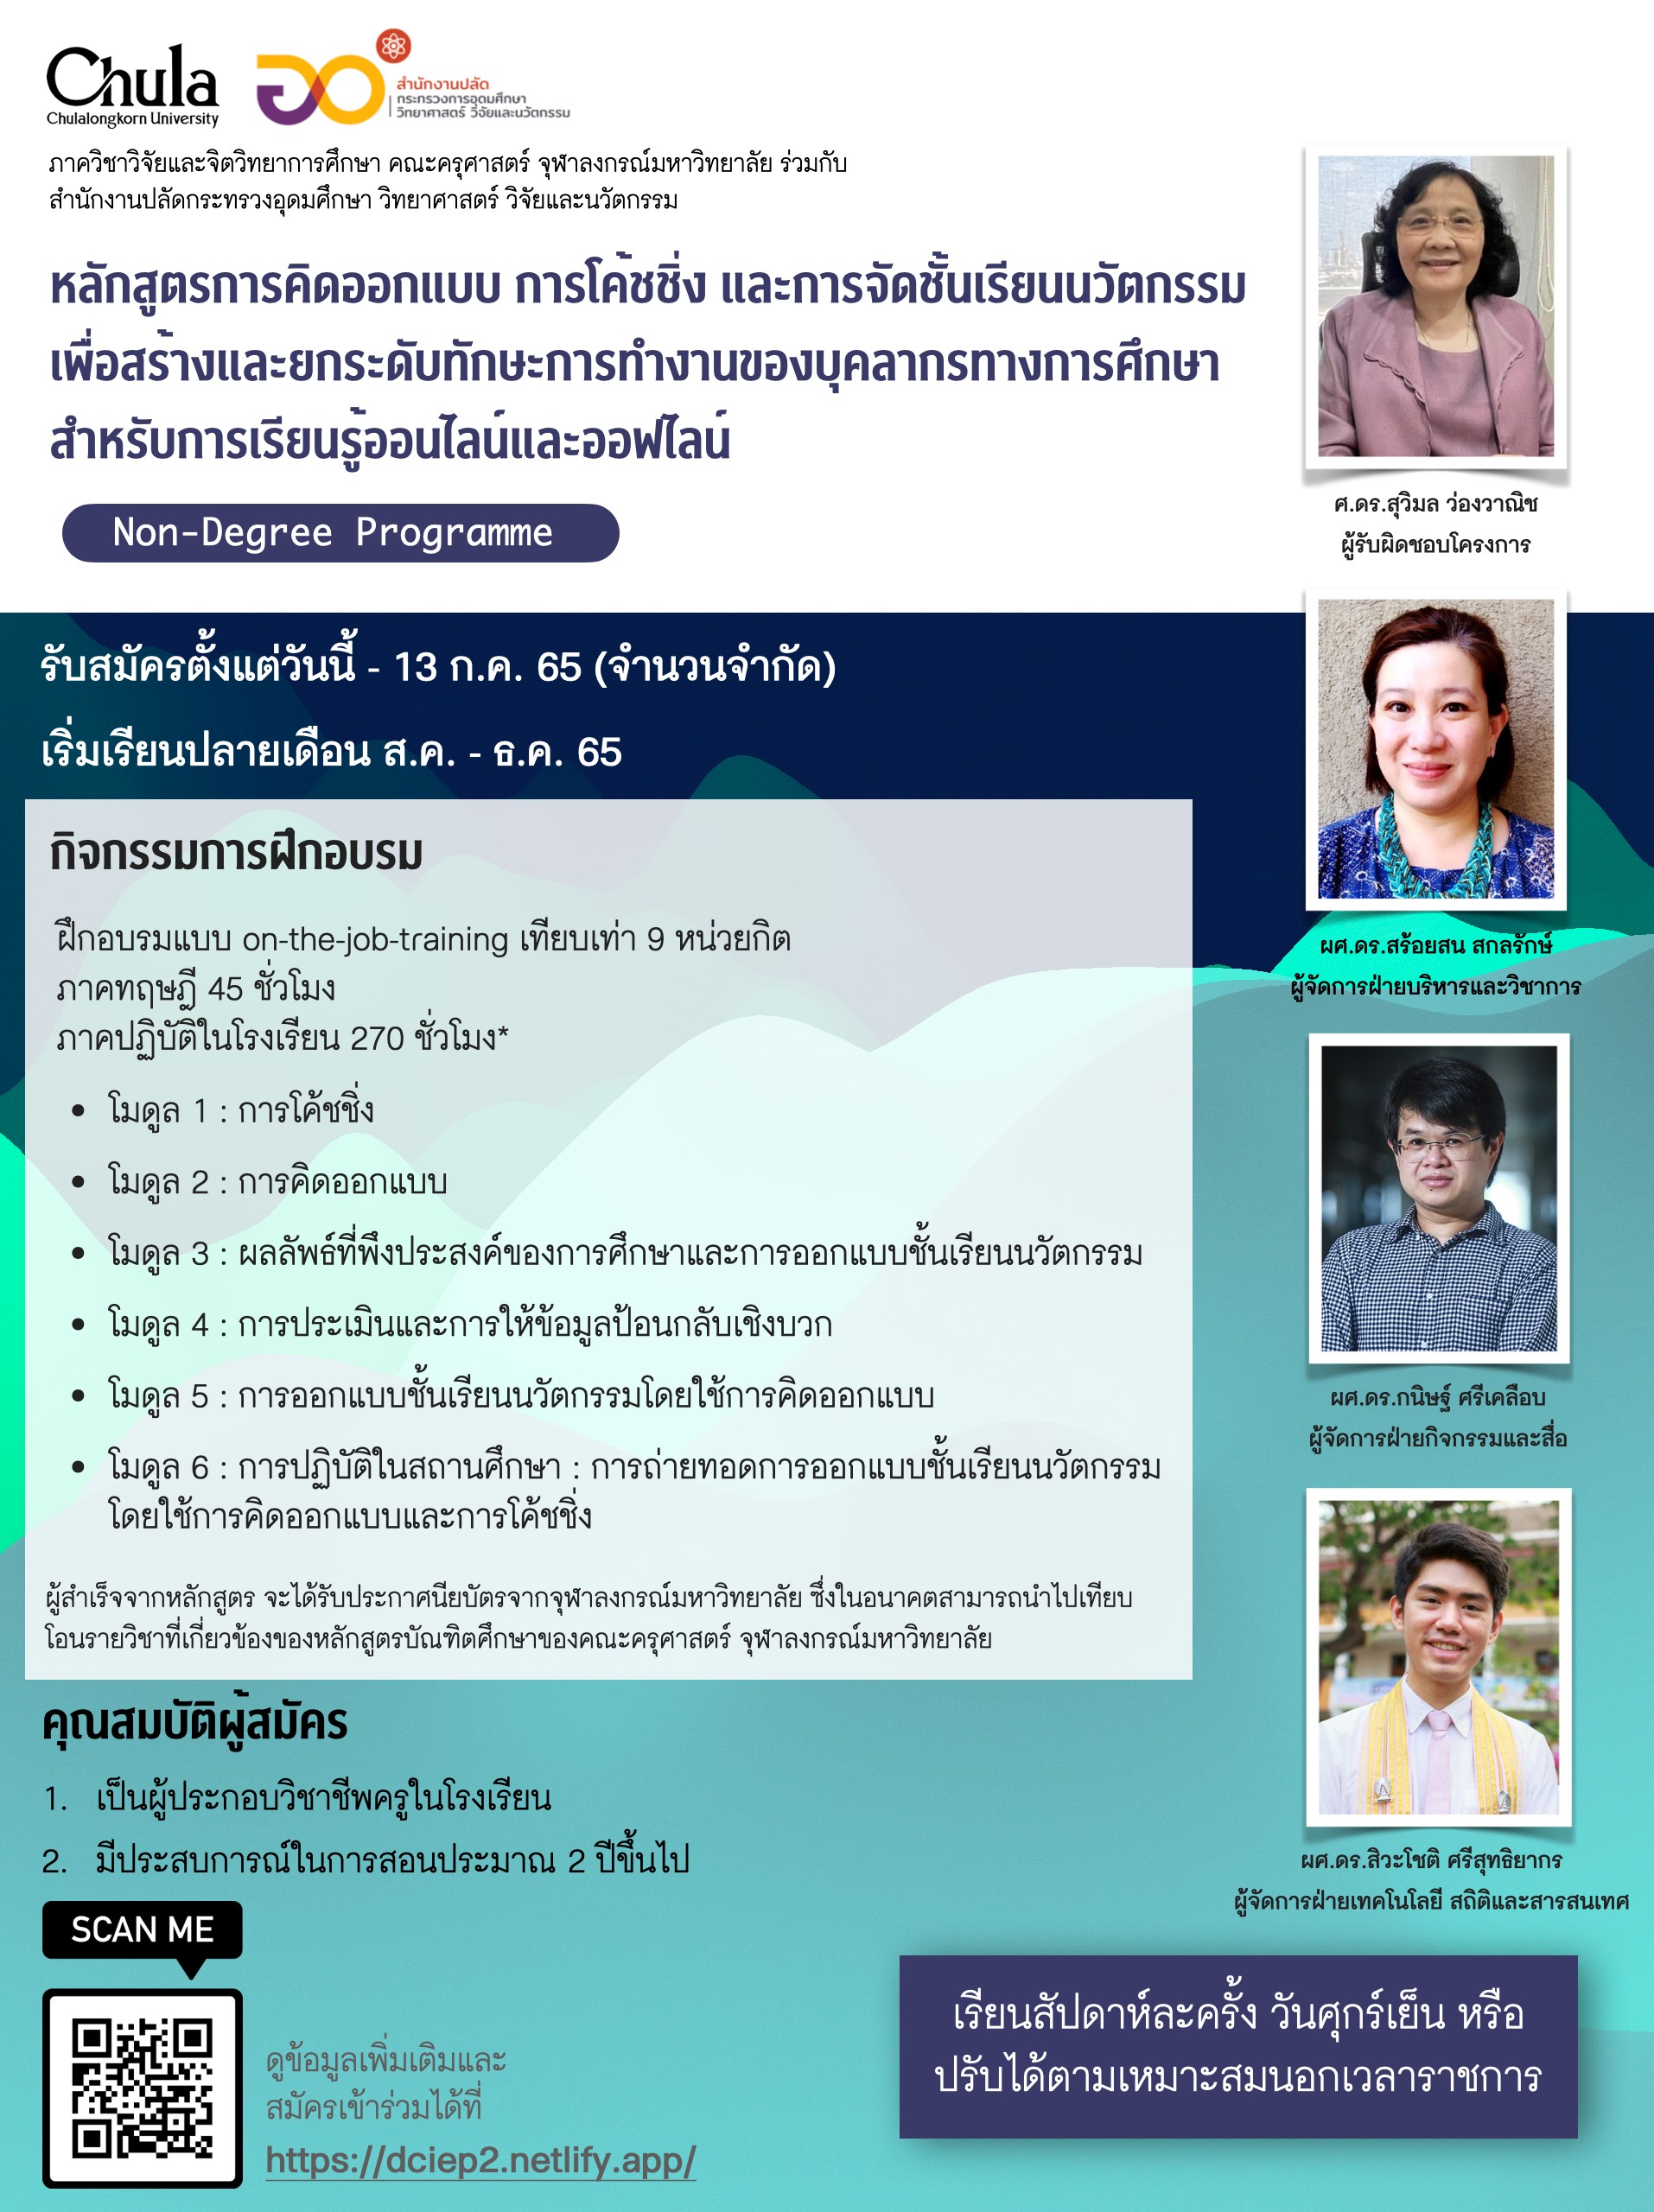 Chula
Chulalongkorn University
สำนักงานปลัด
กระทรวงการอุดมศึกษา
วิทยาศาสตร์ วิจัยและนวัตกรรม
ภาควิชาวิจัยและจิตวิทยาการศึกษา คณะครุศาสตร์ จุฬาลงกรณ์มหาวิทยาลัย ร่วมกับ
สำนักงานปลัดกระทรวงอุดมศึกษา วิทยาศาสตร์ วิจัยและนวัตกรรม
หลักสูตรการคิดออกแบบ การโค้ชชิ่ง และการจัดชั้นเรียนนวัตกรรม
เพื่อสร้างและยกระดับทักษะการทำงานของบุคลากรทางการศึกษา
สำหรับการเรียนรู้ออนไลน์และออฟไลน์
Non-Degree Programme
ศ.ดร.สุวิมล ว่องวาณิช
ผู้รับผิดชอบโครงการ
รับสมัครตั้งแต่วันนี้ - 13 ก.ค. 65 (จำนวนจำกัด)
เริ่มเรียนปลายเดือน ส.ค. - ธ.ค. 65
กิจกรรมการฝึกอบรม
ฝึกอบรมแบบ on-the-job-training เทียบเท่า 9 หน่วยกิต
ภาคทฤษฎี 45 ชั่วโมง
ภาคปฏิบัติในโรงเรียน 270 ชั่วโมง*
• โมดูล 1 : การโค้ชชิ่ง
• โมดูล 2 : การคิดออกแบบ
• โมดูล 3 : ผลลัพธ์ที่พึงประสงค์ของการศึกษาและการออกแบบชั้นเรียนนวัตกรรม
• โมดูล 4 : การประเมินและการให้ข้อมูลป้อนกลับเชิงบวก
• โมดูล 5 : การออกแบบชั้นเรียนนวัตกรรมโดยใช้การคิดออกแบบ
• โมดูล 6 : การปฏิบัติในสถานศึกษา : การถ่ายทอดการออกแบบชั้นเรียนนวัตกรรม
โดยใช้การคิดออกแบบและการโค้ชชิ่ง
ผู้สำเร็จจากหลักสูตร จะได้รับประกาศนียบัตรจากจุฬาลงกรณ์มหาวิทยาลัย ซึ่งในอนาคตสามารถนำไปเทียบ
โอนรายวิชาที่เกี่ยวข้องของหลักสูตรบัณฑิตศึกษาของคณะครุศาสตร์ จุฬาลงกรณ์มหาวิทยาลัย
ผศ.ดร.สร้อยสน สกลรักษ์
ผู้จัดการฝ่ายบริหารและวิชาการ
ผศ.ดร.กนิษฐ์ ศรีเคลือบ
ผู้จัดการฝ่ายกิจกรรมและสื่อ
ผศ.ดร.สิวะโชติ ศรีสุทธิยากร
ผู้จัดการฝ่ายเทคโนโลยี สถิติและสารสนเทศ
คุณสมบัติผู้สมัคร
1. เป็นผู้ประกอบวิชาชีพครูในโรงเรียน
2. มีประสบการณ์ในการสอนประมาณ 2 ปีขึ้นไป
SCAN ME
ดูข้อมูลเพิ่มเติมและ
สมัครเข้าร่วมได้ที่
https://dciep2.netlify.app/
เรียนสัปดาห์ละครั้ง วันศุกร์เย็น หรือ
ปรับได้ตามเหมาะสมนอกเวลาราชการ